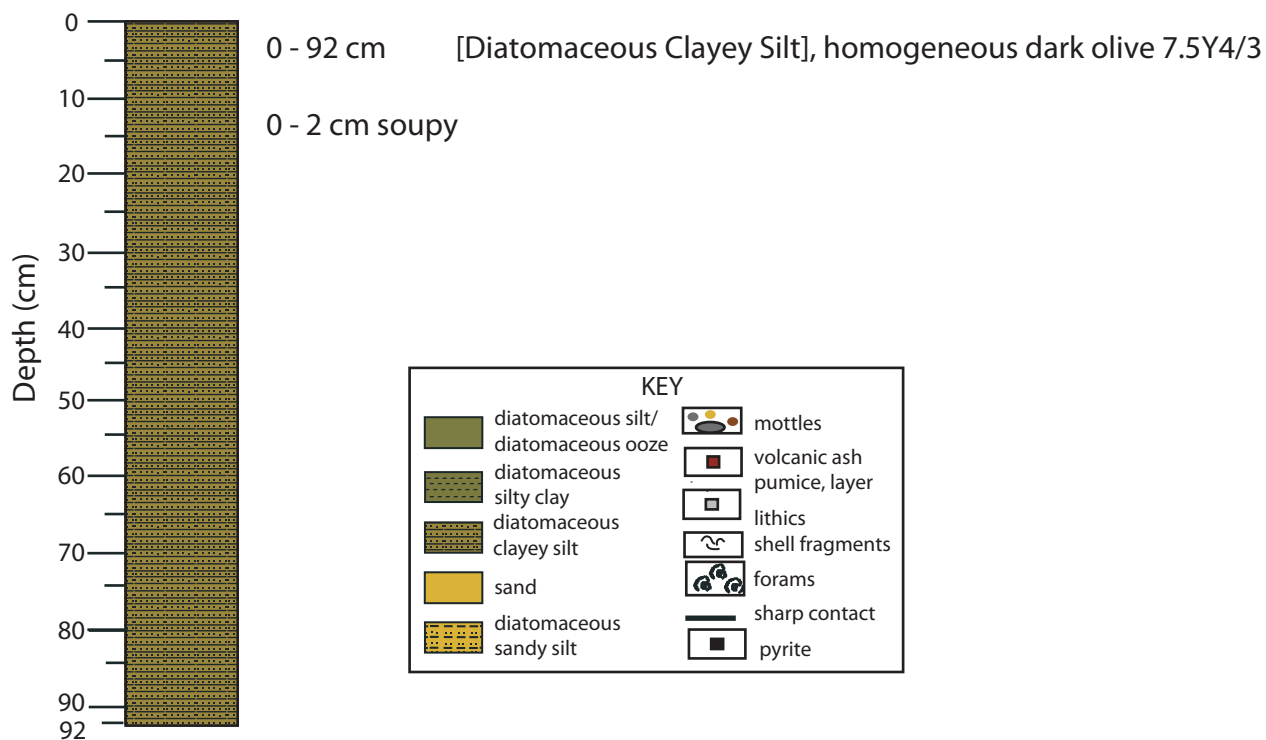 0
10
20
30
40
50
60
70
80
90
92
Depth (cm)
0 - 92 cm [Diatomaceous Clayey Silt], homogeneous dark olive 7.5Y4/3
0 - 2 cm soupy
KEY
diatomaceous silt/
diatomaceous ooze
diatomaceous
silty clay
diatomaceous
clayey silt
sand
diatomaceous
sandy silt
mottles
volcanic ash
pumice, layer
lithics
shell fragments
forams
sharp contact
pyrite